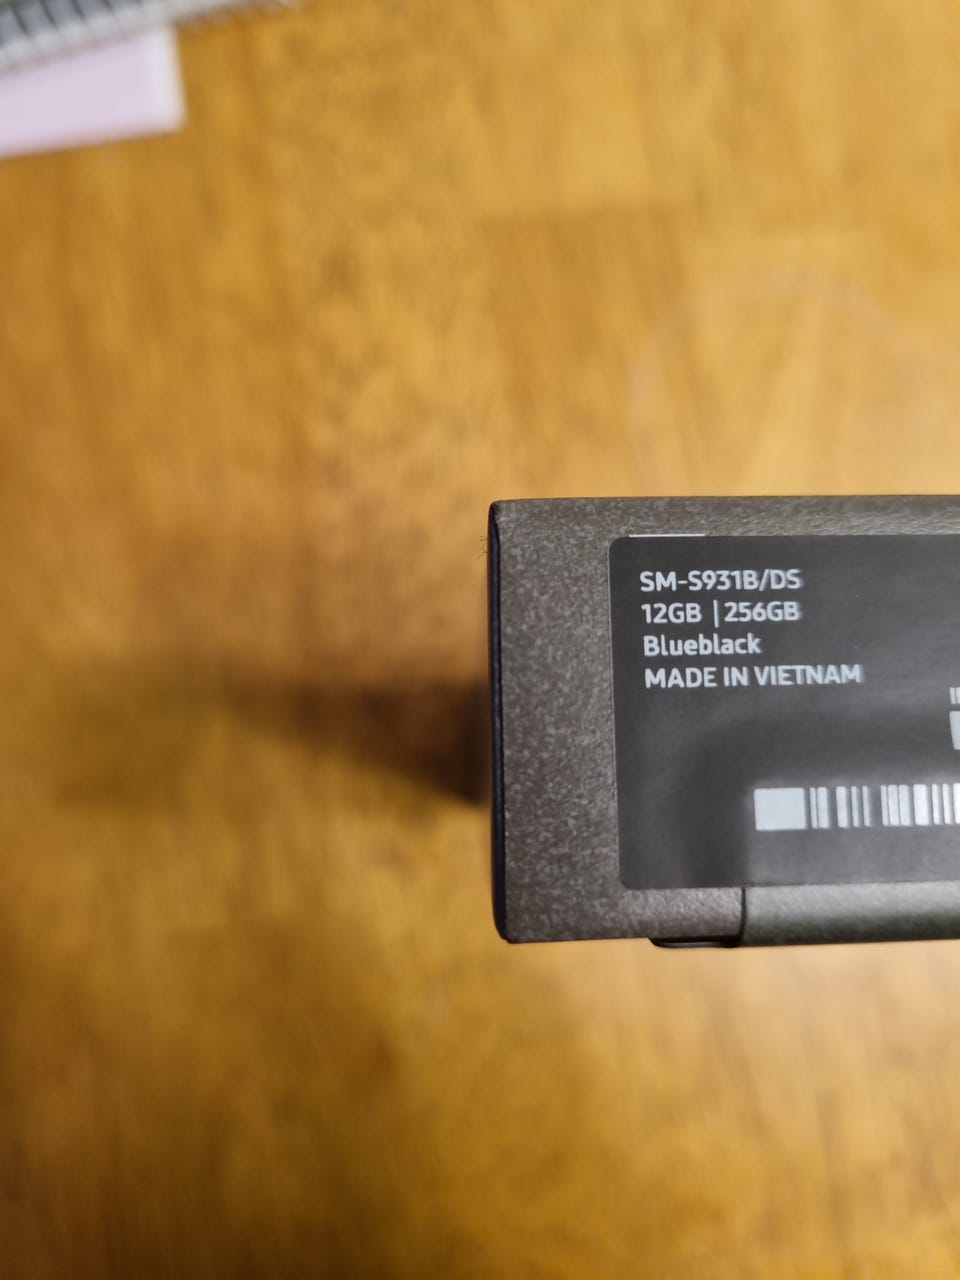 SM-S931B/DS
12GB | 256GB
Blueblack
MADE IN VIETNAM